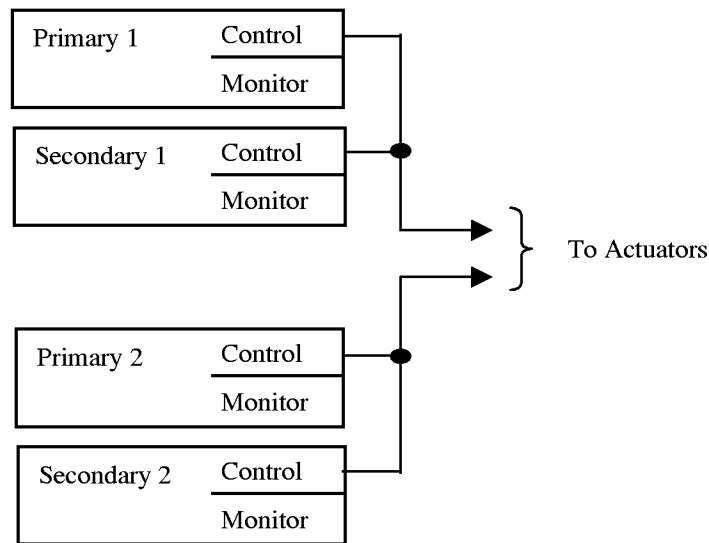 Primary 1
Control
Monitor
Secondary 1
Control
Monitor
To Actuators
Primary 2
Control
Monitor
Secondary 2
Control
Monitor